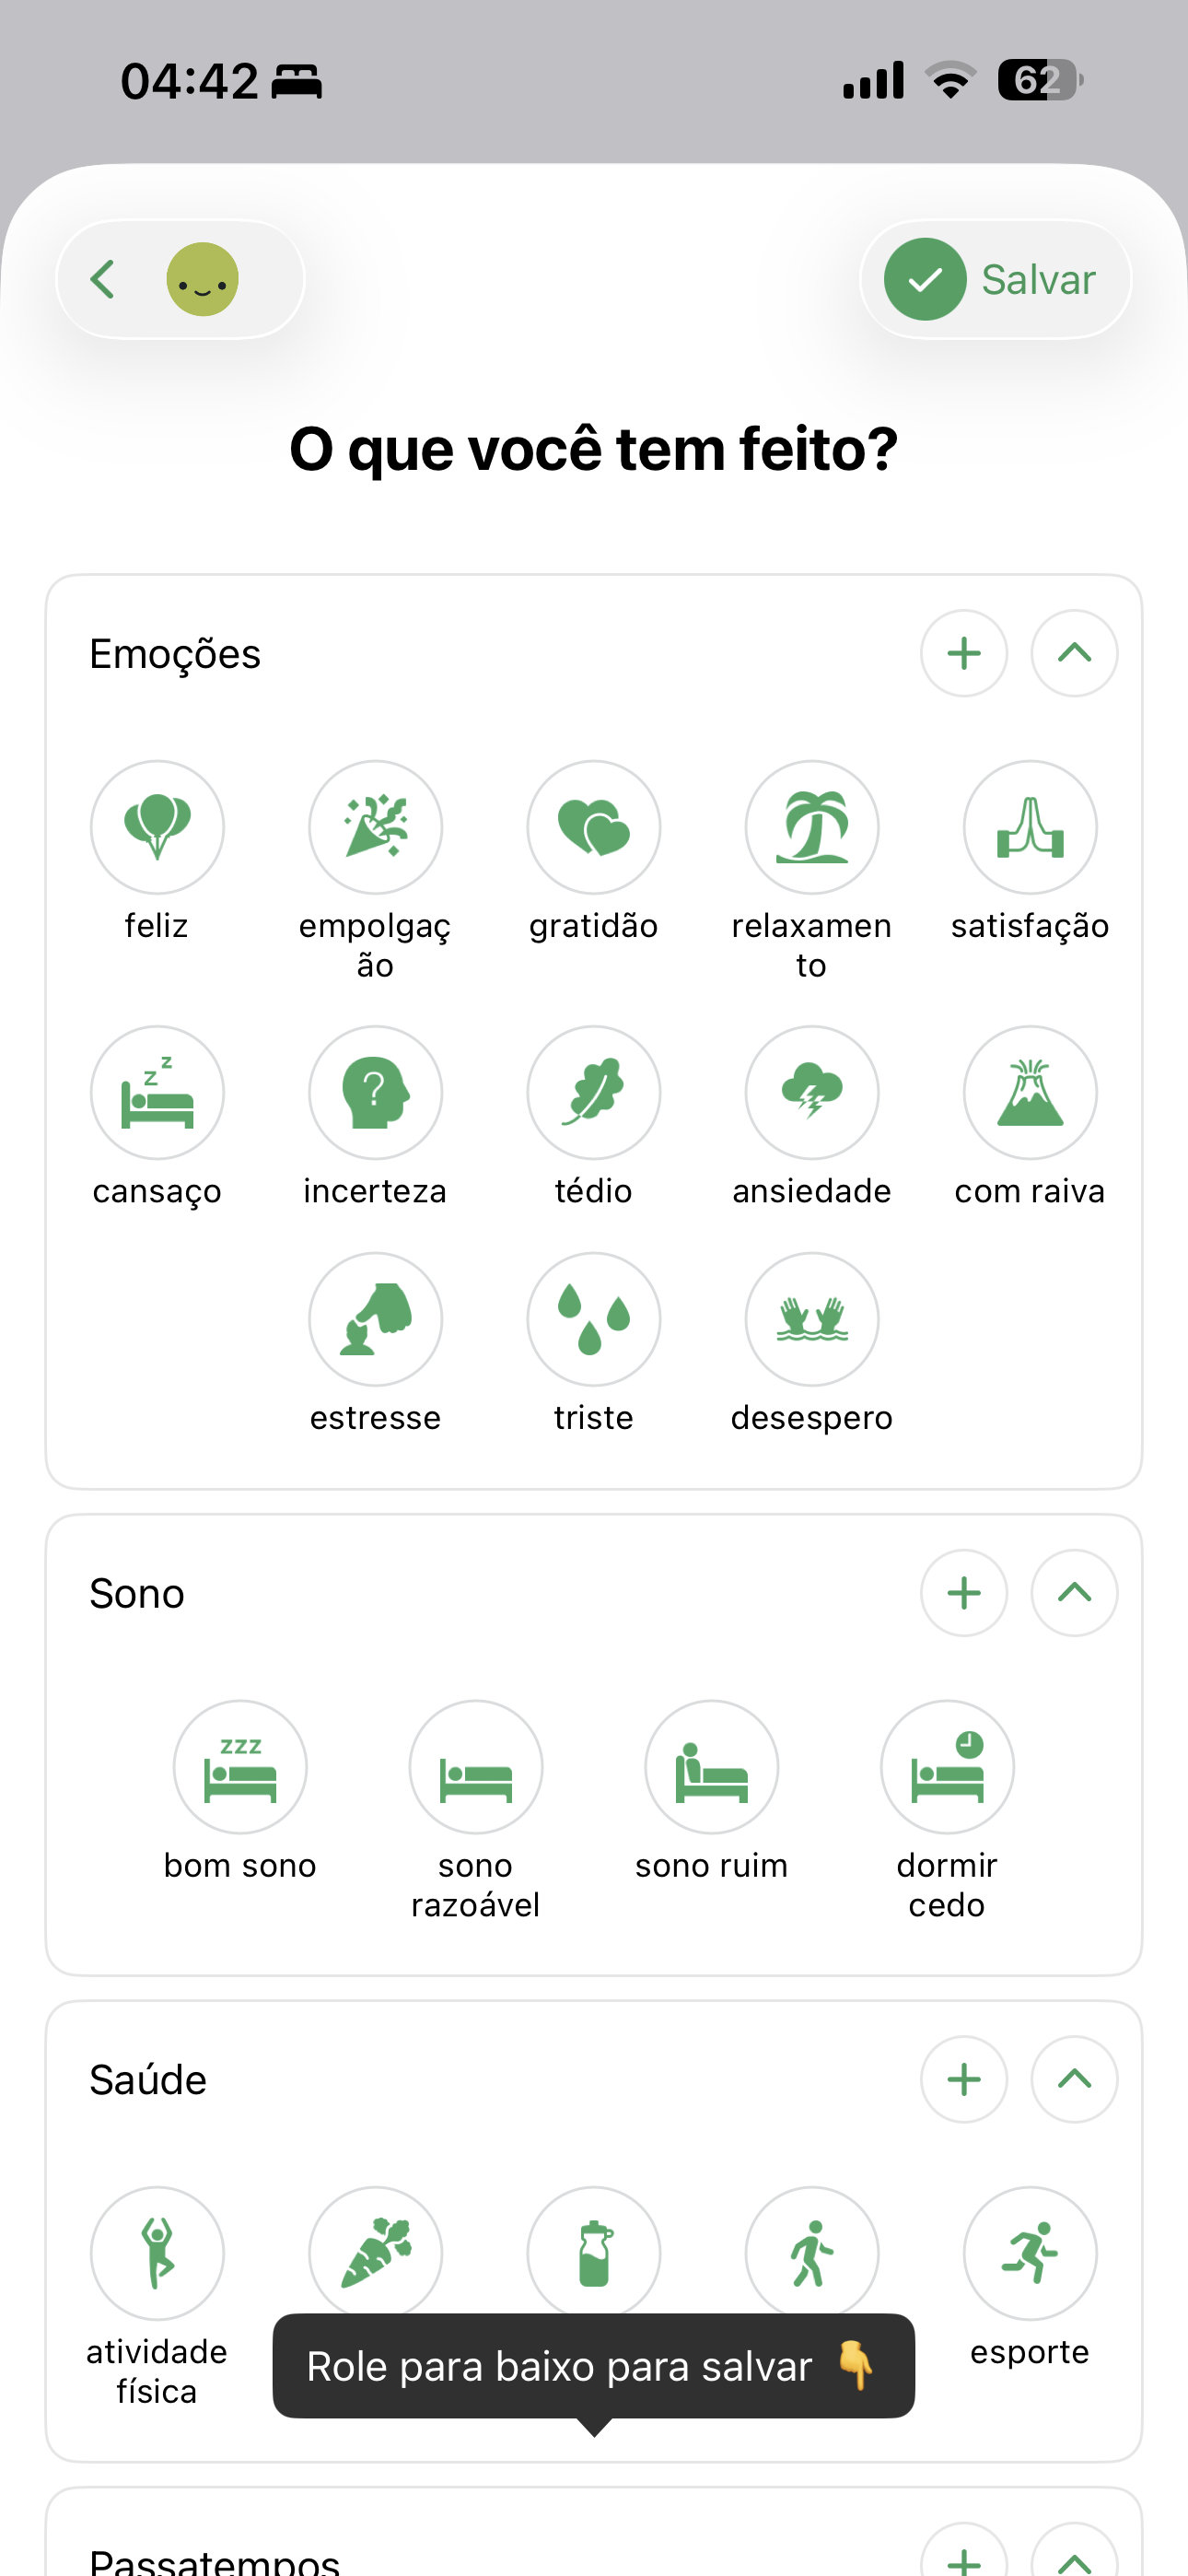 04:42
62
Salvar
O que você tem feito?
Emoções
feliz
empolgaç
ão
gratidão
relaxamen
to
satisfação
cansaço
incerteza
tédio
ansiedade
com raiva
estresse
triste
desespero
Sono
bom sono
sono
razoável
sono ruim
dormir
cedo
Saúde
atividade
física
esporte
Role para baixo para salvar 👇
Passatempos